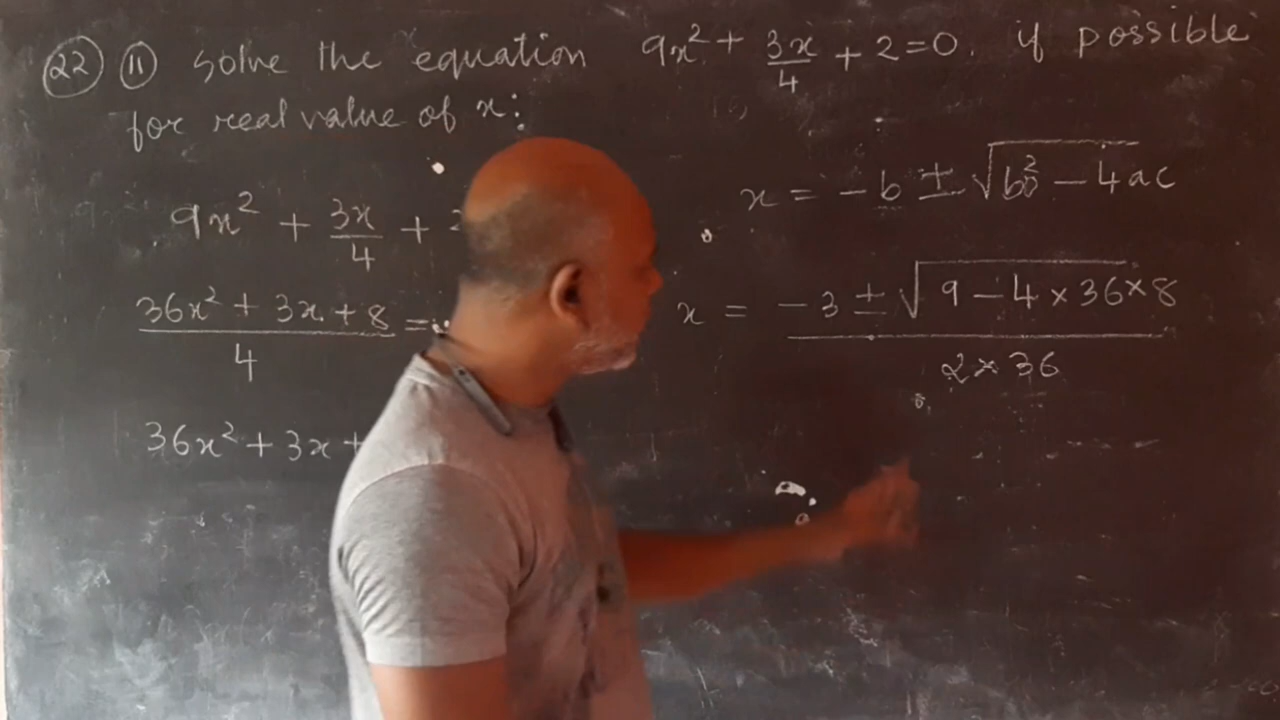 22 11 Solve the equation 9x² + 3x/4 + 2 = 0. if possible
for real value of x:
9x² + 3x/4 + 2
(36x² + 3x + 8)/4 =
36x² + 3x +
x = -b ± √(b² - 4ac
x = (-3 ± √(9 - 4 × 36 × 8))/(2 × 36)